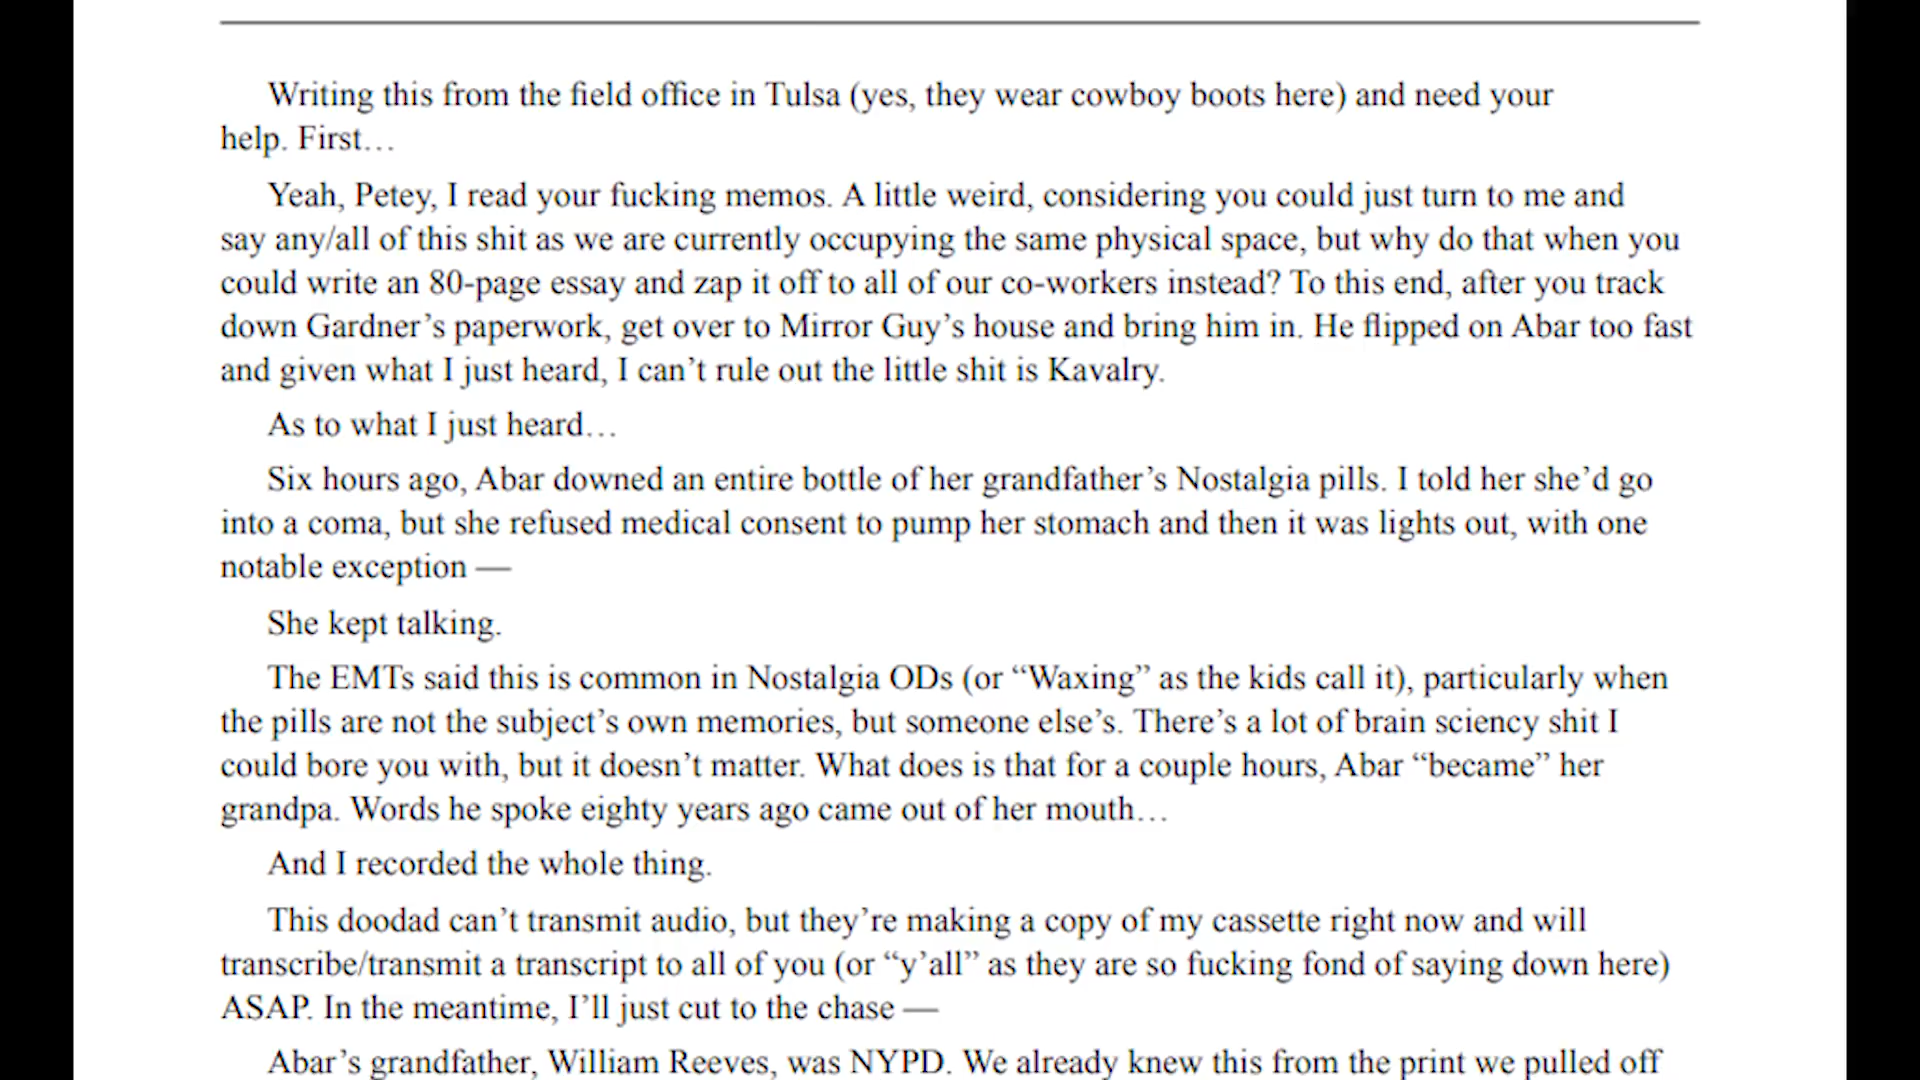 Writing this from the field office in Tulsa (yes, they wear cowboy boots here) and need your
help. First…
Yeah, Petey, I read your fucking memos. A little weird, considering you could just turn to me and
say any/all of this shit as we are currently occupying the same physical space, but why do that when you
could write an 80-page essay and zap it off to all of our co-workers instead? To this end, after you track
down Gardner’s paperwork, get over to Mirror Guy’s house and bring him in. He flipped on Abar too fast
and given what I just heard, I can’t rule out the little shit is Kavalry.
As to what I just heard…
Six hours ago, Abar downed an entire bottle of her grandfather’s Nostalgia pills. I told her she’d go
into a coma, but she refused medical consent to pump her stomach and then it was lights out, with one
notable exception —
She kept talking.
The EMTs said this is common in Nostalgia ODs (or “Waxing” as the kids call it), particularly when
the pills are not the subject’s own memories, but someone else’s. There’s a lot of brain sciency shit I
could bore you with, but it doesn’t matter. What does is that for a couple hours, Abar “became” her
grandpa. Words he spoke eighty years ago came out of her mouth…
And I recorded the whole thing.
This doodad can’t transmit audio, but they’re making a copy of my cassette right now and will
transcribe/transmit a transcript to all of you (or “y’all” as they are so fucking fond of saying down here)
ASAP. In the meantime, I’ll just cut to the chase —
Abar’s grandfather, William Reeves, was NYPD. We already knew this from the print we pulled off